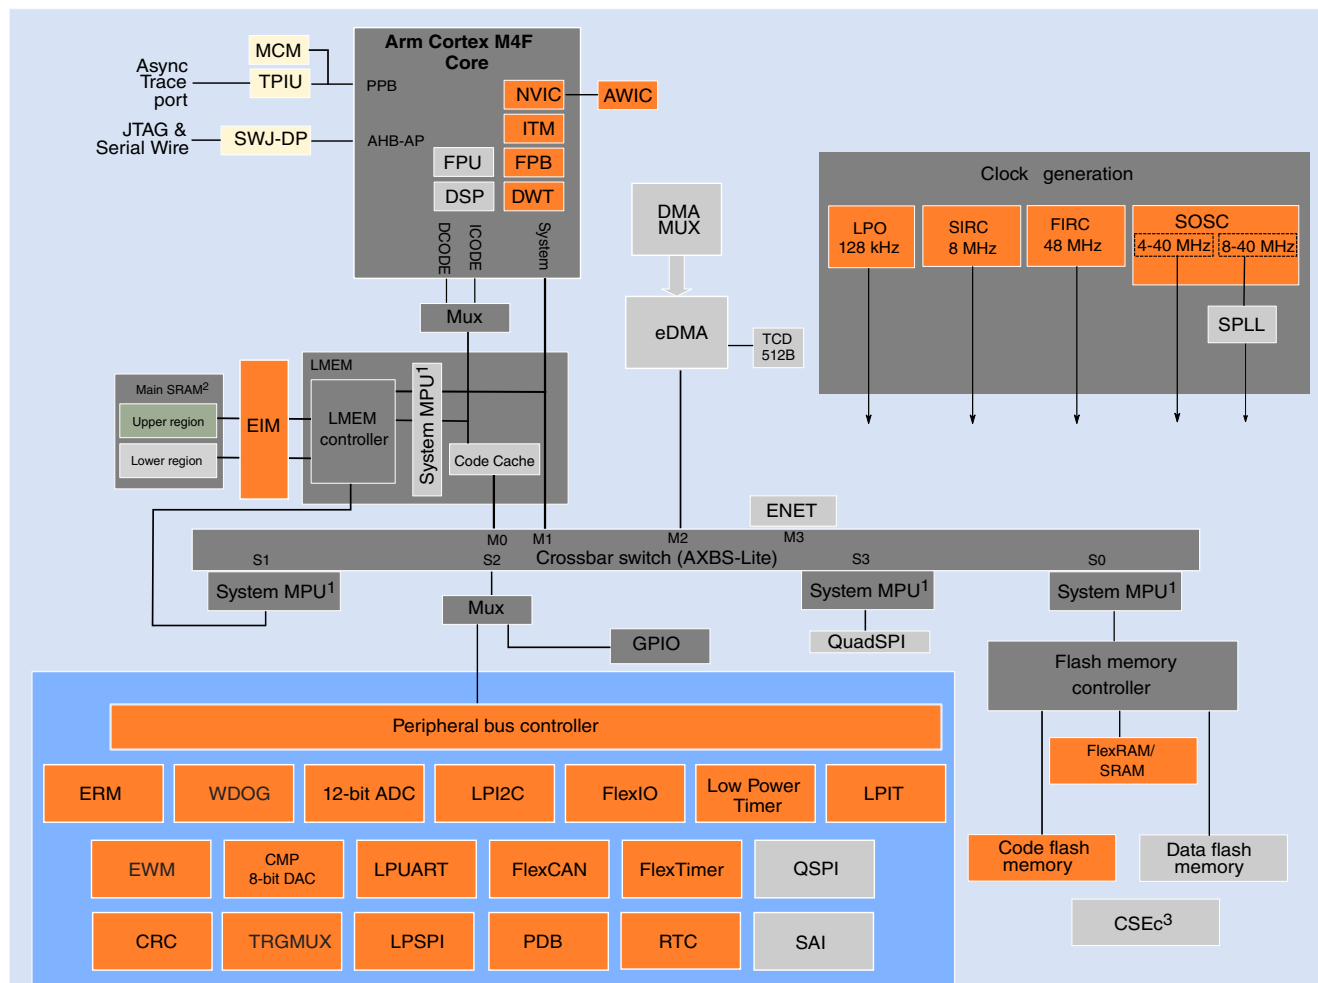 Arm Cortex M4F
Core
MCM
Async
Trace
port
TPIU
PPB
NVIC
AWIC
ITM
JTAG &
Serial Wire
SWJ-DP
AHB-AP
FPU
FPB
DSP
DWT
DCODE
ICODE
System
Mux
DMA
MUX
eDMA
TCD
512B
Clock generation
LPO
128 kHz
SIRC
8 MHz
FIRC
48 MHz
SOSC
4-40 MHz
8-40 MHz
SPLL
Main SRAM2
Upper region
Lower region
EIM
LMEM
LMEM
controller
System MPU1
Code Cache
ENET
M0
M1
M2
M3
Crossbar switch (AXBS-Lite)
S1
S2
S3
S0
System MPU1
Mux
System MPU1
System MPU1
GPIO
QuadSPI
Flash memory
controller
FlexRAM/
SRAM
Code flash
memory
Data flash
memory
CSEc3
Peripheral bus controller
ERM
WDOG
12-bit ADC
LPI2C
FlexIO
Low Power
Timer
LPIT
EWM
CMP
8-bit DAC
LPUART
FlexCAN
FlexTimer
QSPI
CRC
TRGMUX
LPSPI
PDB
RTC
SAI